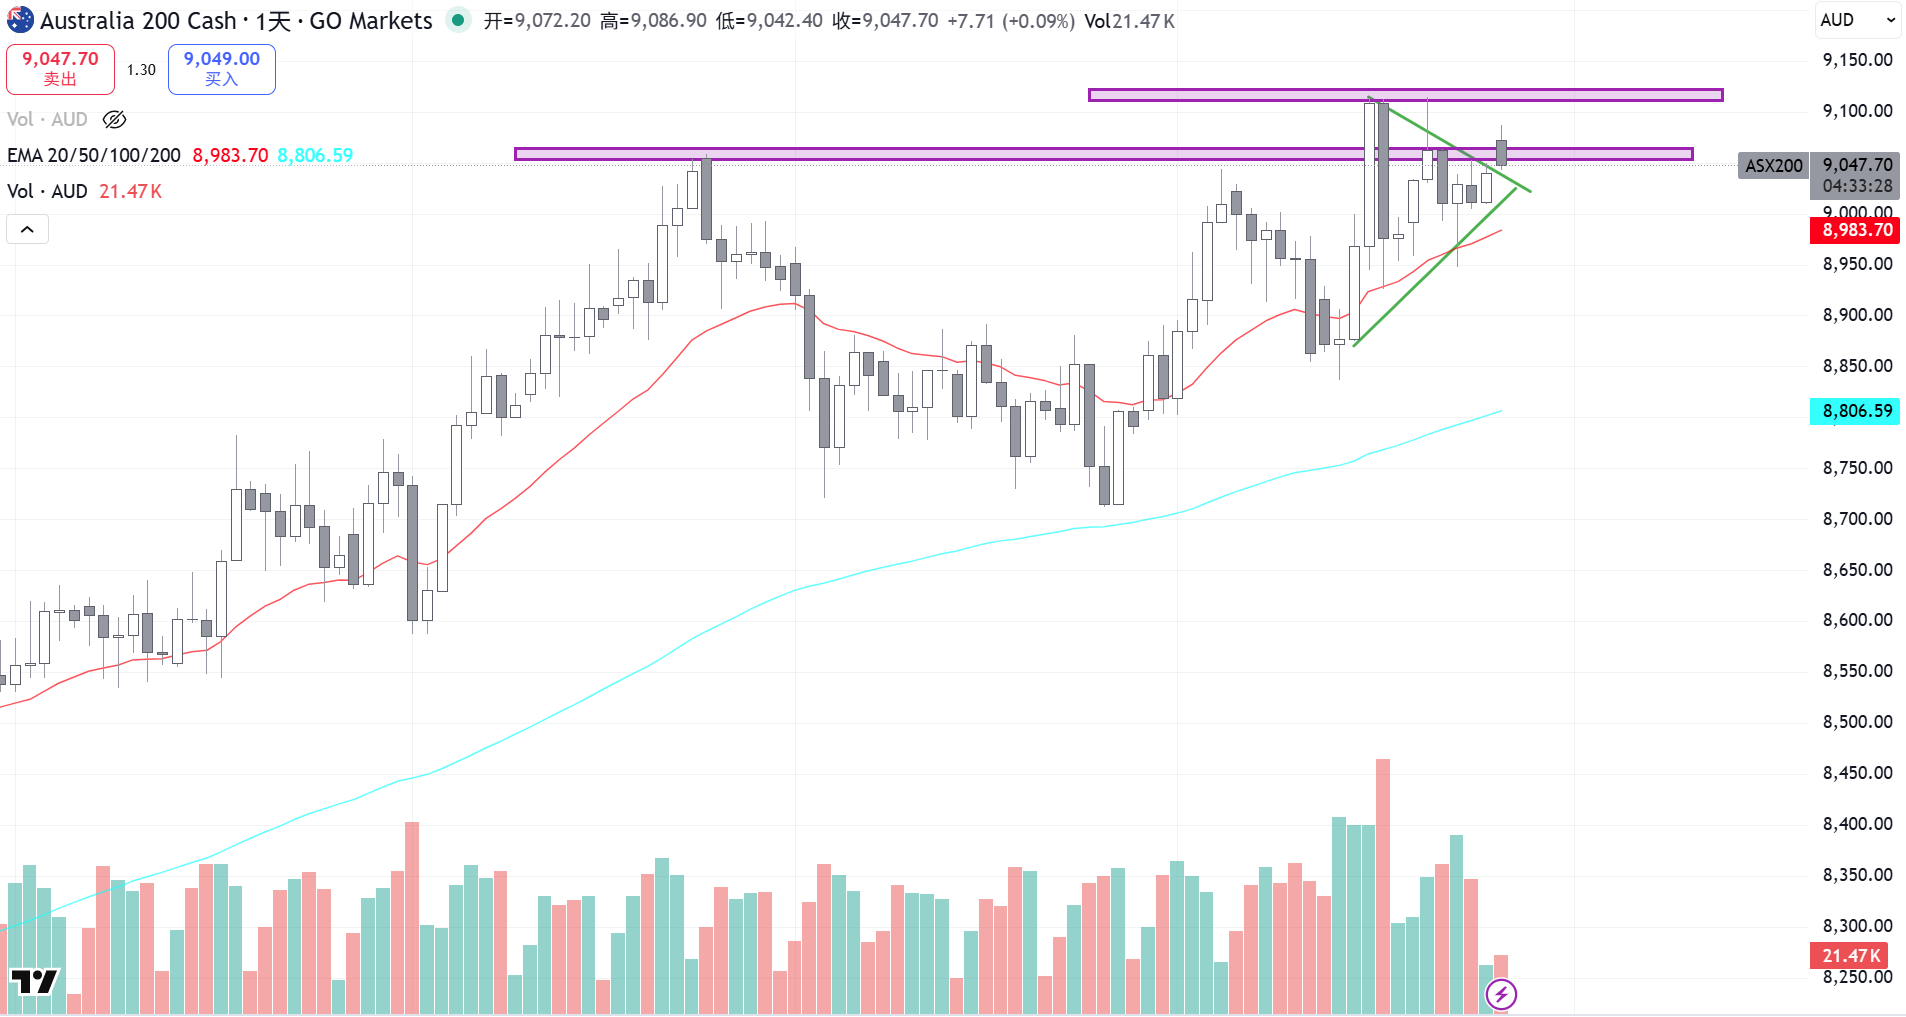 Australia 200 Cash · 1天 · GO Markets 开=9,072.20 高=9,086.90 低=9,042.40 收=9,047.70 +7.71 (+0.09%) Vol21.47K
AUD
9,047.70
卖出
1.30
9,049.00
买入
Vol · AUD
EMA 20/50/100/200 8,983.70 8,806.59
Vol · AUD 21.47K
9,150.00
9,100.00
ASX200 9,047.70
04:33:28
9,000.00
8,983.70
8,950.00
8,900.00
8,850.00
8,806.59
8,750.00
8,700.00
8,650.00
8,600.00
8,550.00
8,500.00
8,450.00
8,400.00
8,350.00
8,300.00
21.47K
8,250.00